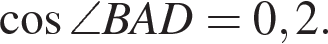 cos ∠BAD = 0,2.